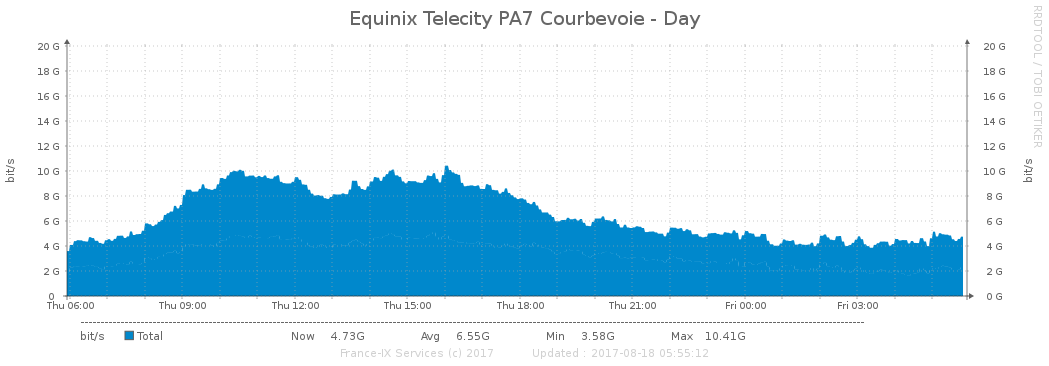 Equinix Telecity PA7 Courbevoie - Day
RRDTOOL / TOBI OETIKER
bit/s
20 G
18 G
16 G
14 G
12 G
10 G
8 G
6 G
4 G
2 G
0
20 G
18 G
16 G
14 G
12 G
10 G
8 G
6 G
4 G
2 G
0 G
bit/s
Thu 06:00 Thu 09:00 Thu 12:00 Thu 15:00 Thu 18:00 Thu 21:00 Fri 00:00 Fri 03:00
bit/s Total Now 4.73G Avg 6.55G Min 3.58G Max 10.41G
France-IX Services (c) 2017 Updated : 2017-08-18 05:55:12